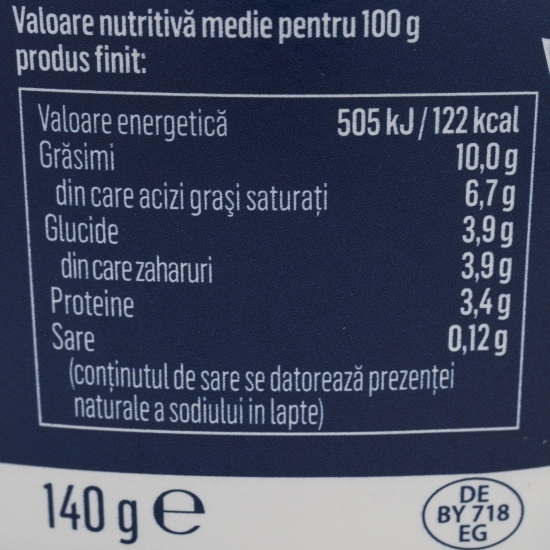 Valoare nutritivă medie pentru 100 g
produs finit:
Valoare energetică 505 kJ / 122 kcal
Grăsimi 10,0 g
din care acizi grași saturați 6,7 g
Glucide 3,9 g
din care zaharuri 3,9 g
Proteine 3,4 g
Sare 0,12 g
(conținutul de sare se datorează prezenței
naturale a sodiului in lapte)
140 g ℮
DE
BY 718
EG